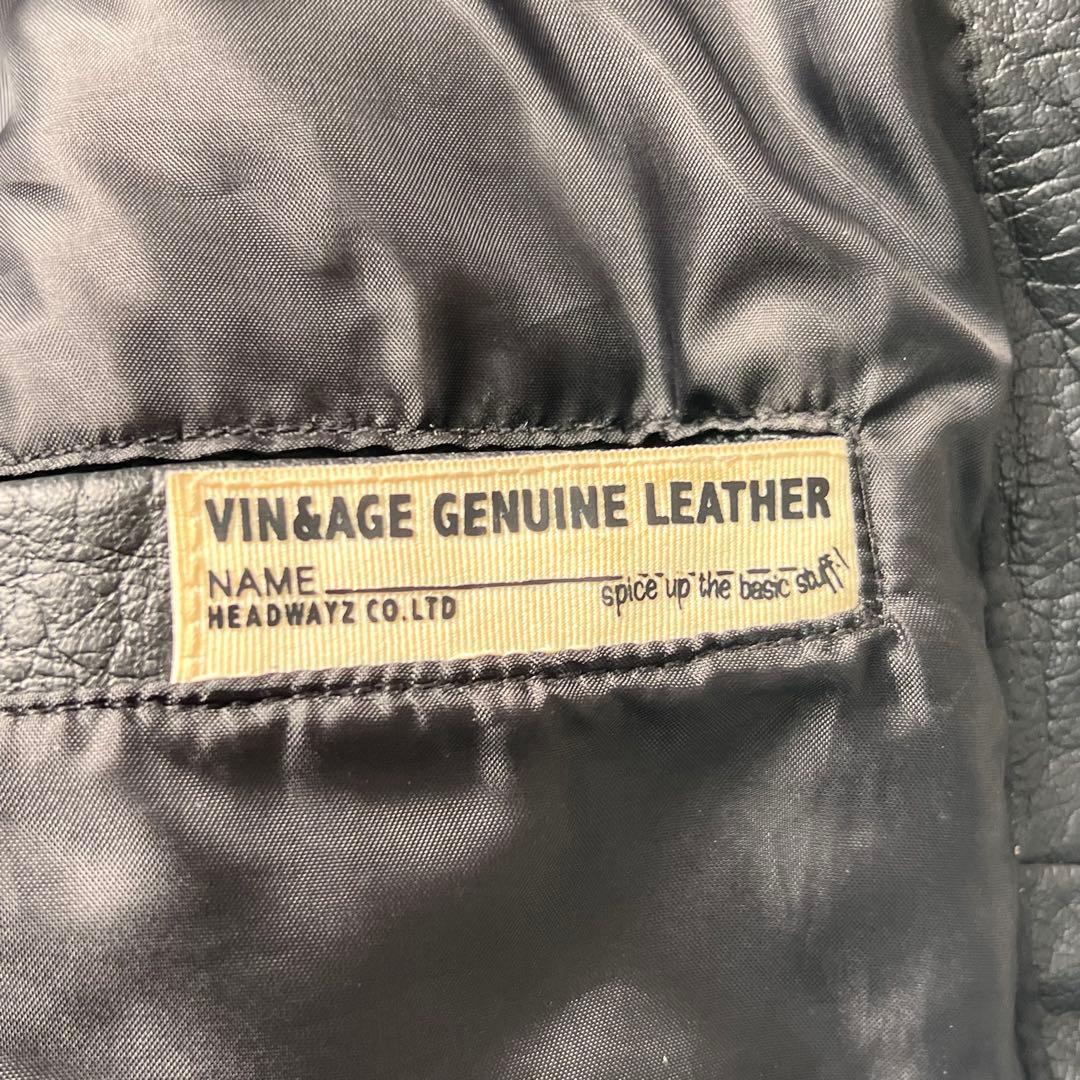 VIN&AGE GENUINE LEATHER
NAME
spice up the basic stuff!
HEADWAYZ CO.LTD